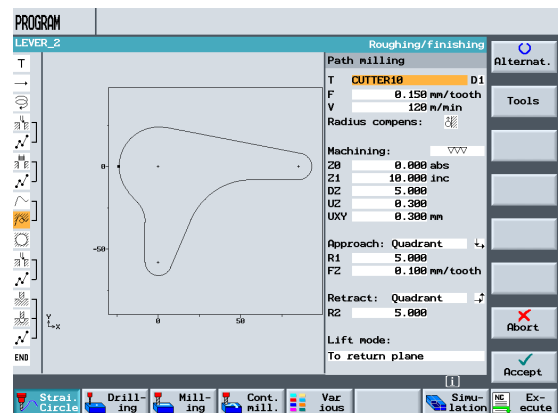 PROGRAM
LEVER_2
Roughing/finishing
Alternat.
T
Path milling
T CUTTER10 D1
F 0.150 mm/tooth
V 120 m/min
Radius compens:
Tools
Machining: ▽▽▽
Z0 0.000 abs
Z1 10.000 inc
DZ 5.000
UZ 0.300
UXY 0.300 mm
0
-50
Approach: Quadrant
R1 5.000
FZ 0.100 mm/tooth
Retract: Quadrant
R2 5.000
Y
X
0
50
Abort
Lift mode:
To return plane
END
Accept
i
Strai. Circle
Drill- ing
Mill- ing
Cont. mill.
Var ious
Simu- lation
NC Ex- ecute